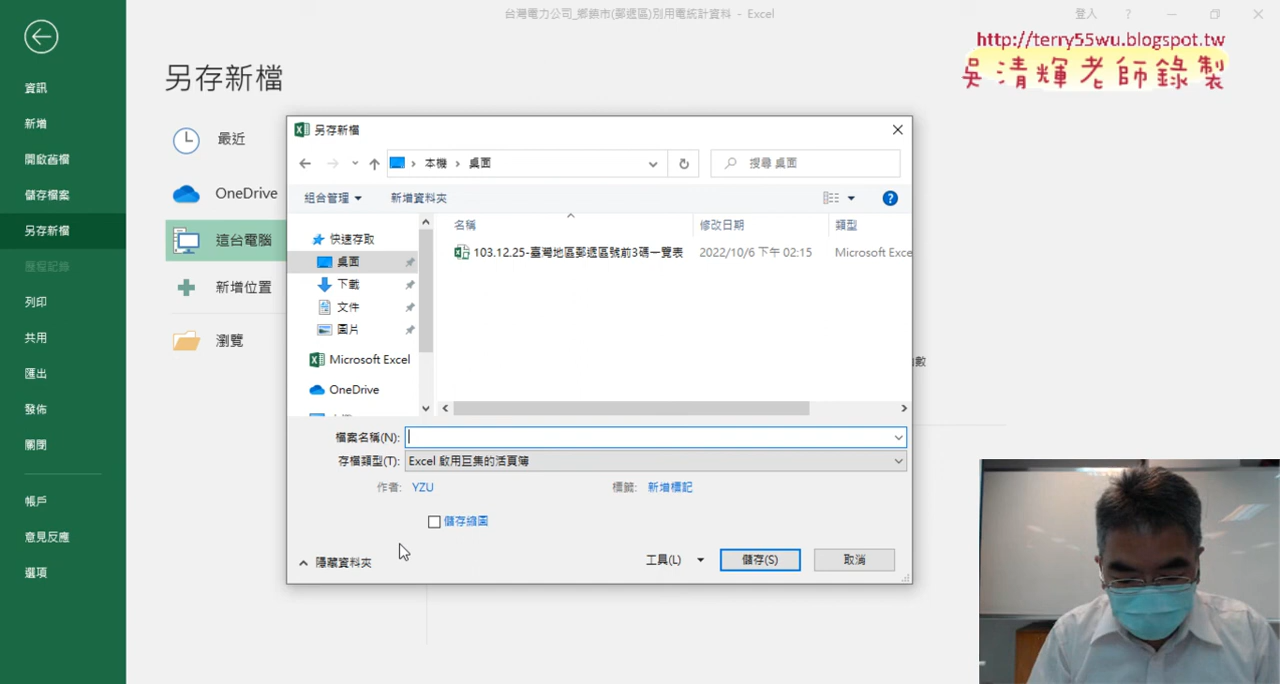 台灣電力公司_鄉鎮市(郵遞區)別用電統計資料 - Excel
登入
?
http://terry55wu.blogspot.tw
吳清輝老師錄製
另存新檔
資訊
新增
開啟舊檔
儲存檔案
另存新檔
歷程記錄
列印
共用
匯出
發佈
關閉
帳戶
意見反應
選項
最近
OneDrive
這台電腦
新增位置
瀏覽
另存新檔
本機 › 桌面
搜尋 桌面
組合管理
新增資料夾
?
快速存取
桌面
下載
文件
圖片
Microsoft Excel
OneDrive
名稱
修改日期
類型
103.12.25-臺灣地區郵遞區號前3碼一覽表
2022/10/6 下午 02:15
Microsoft Exce
檔案名稱(N):
存檔類型(T):
Excel 啟用巨集的活頁簿
作者:
YZU
標籤:
新增標記
儲存縮圖
隱藏資料夾
工具(L)
儲存(S)
取消
數